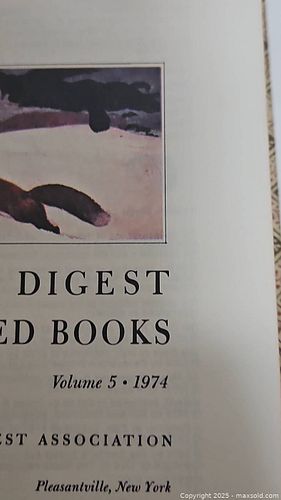 DIGEST
ED BOOKS
Volume 5 • 1974
EST ASSOCIATION
Pleasantville, New York
Copyright 2025 - maxsold.com